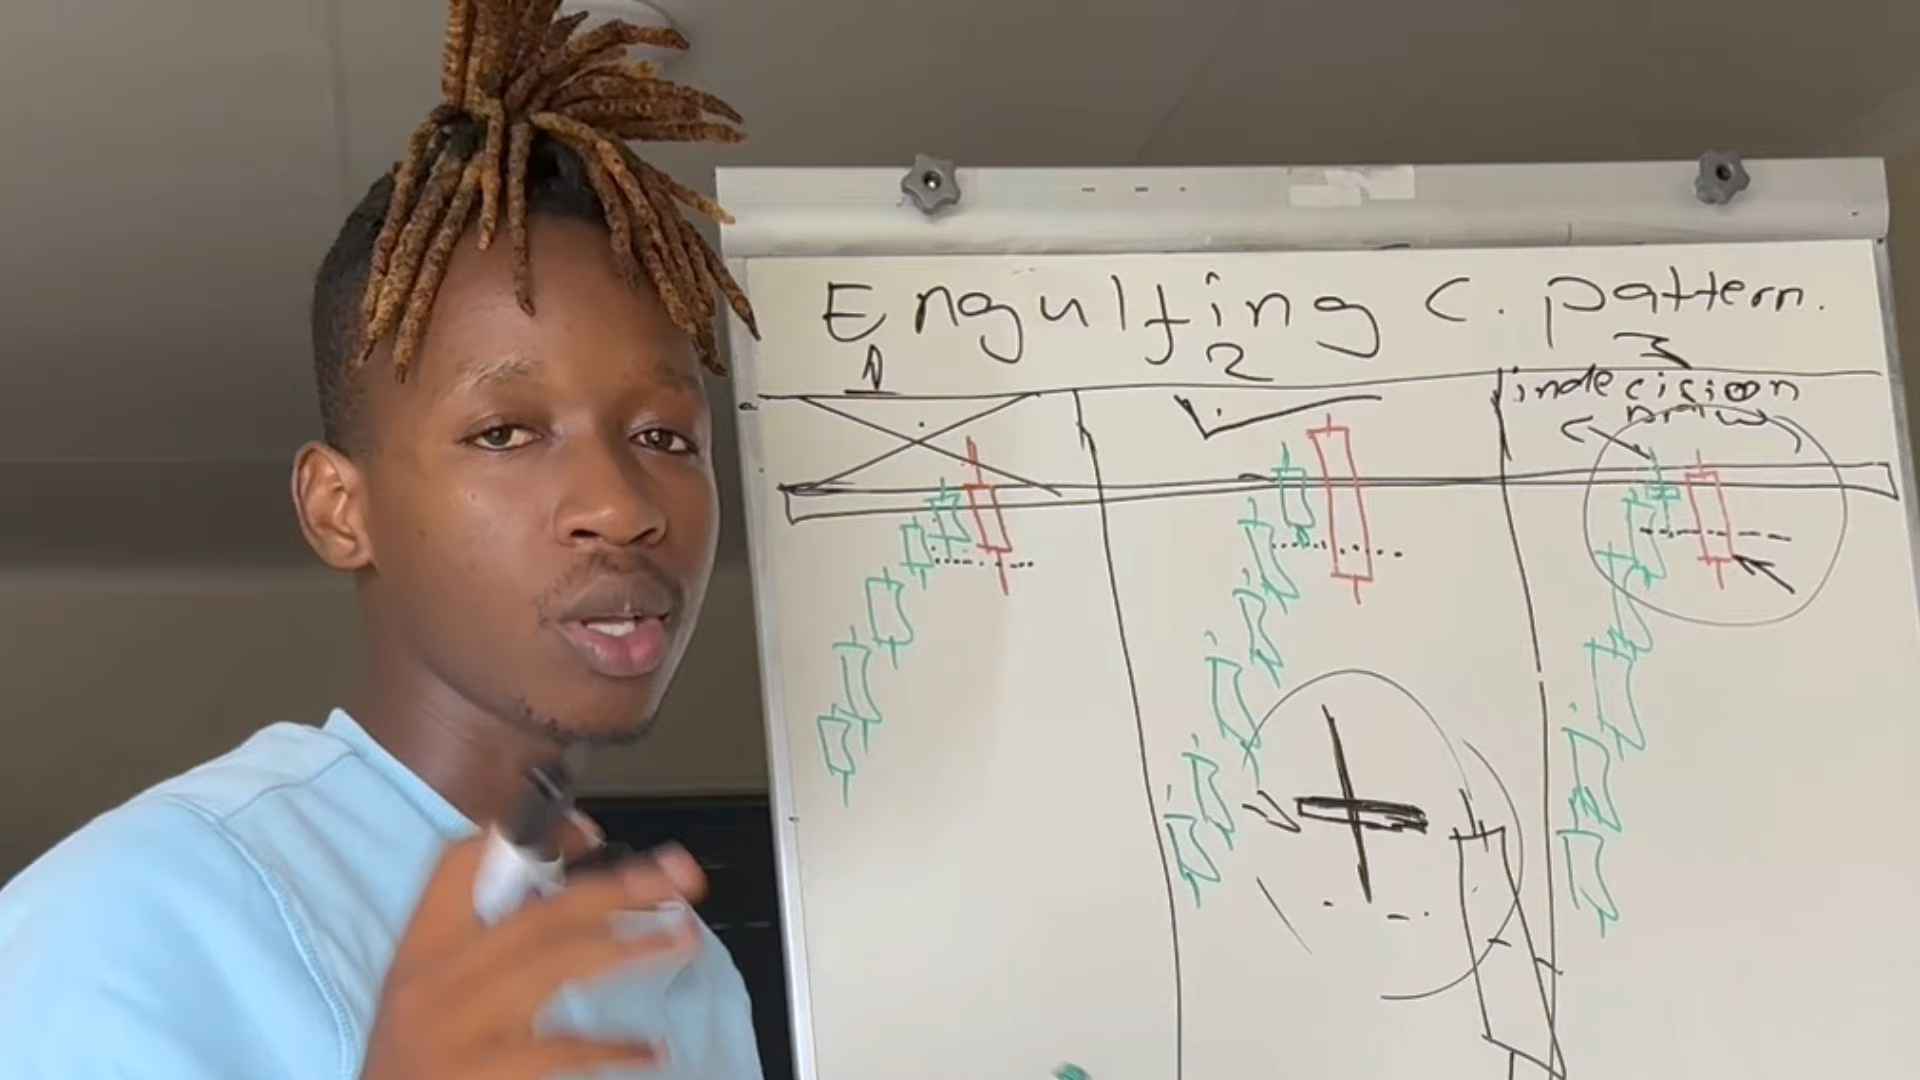 Engulfing C. pattern.
1 2 3
indecision